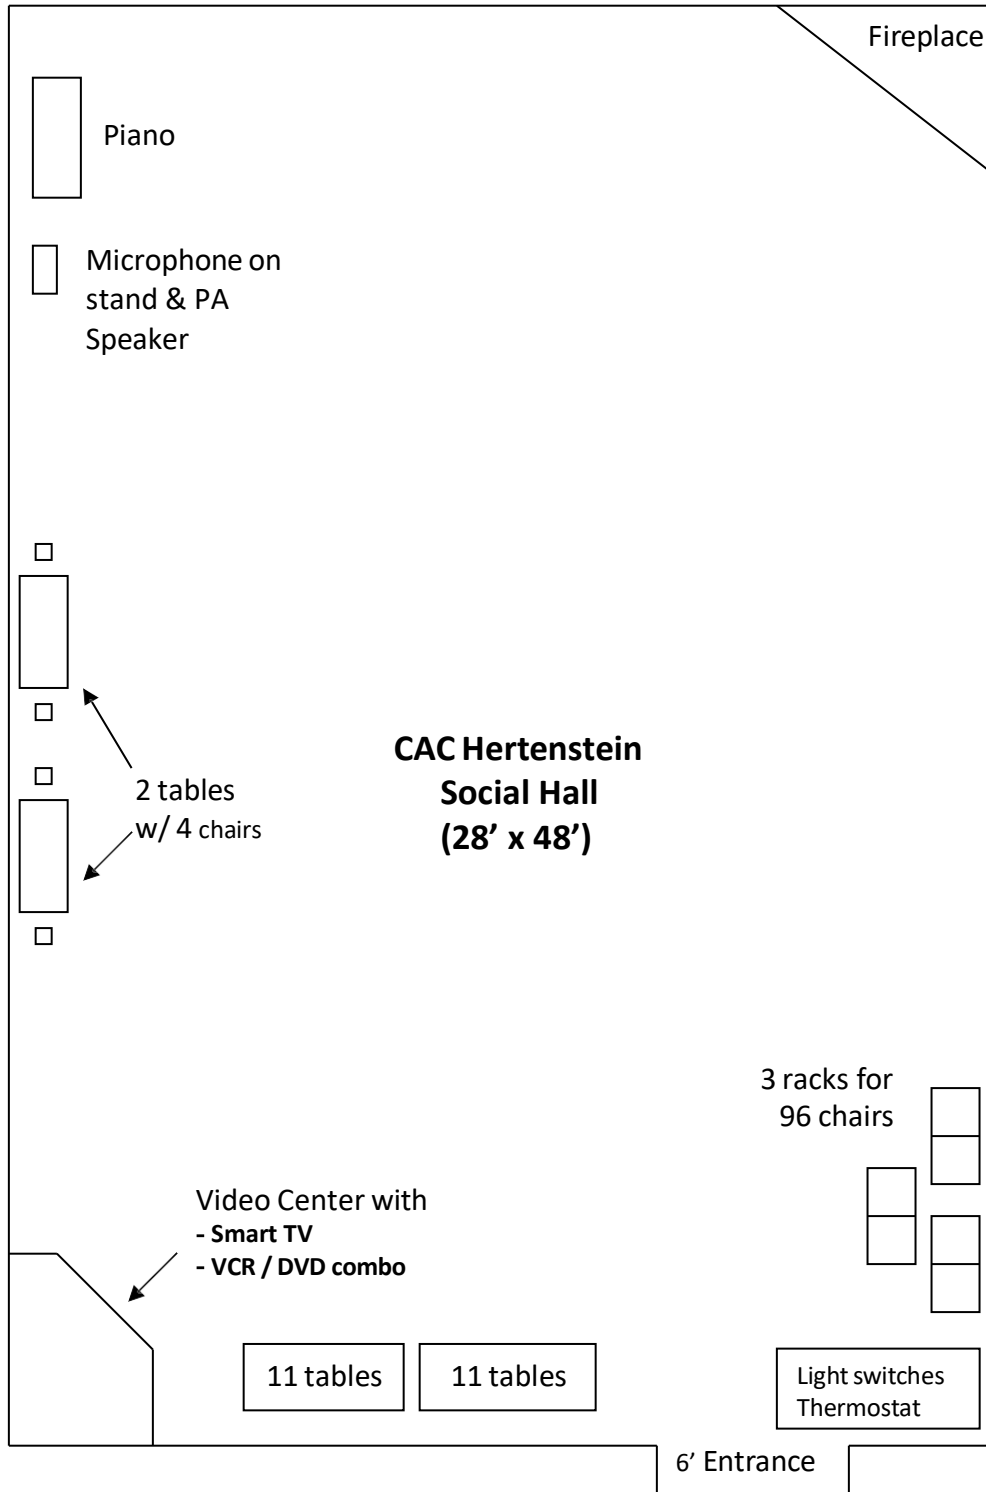 Fireplace
Piano
Microphone on
stand & PA
Speaker
CAC Hertenstein
Social Hall
(28’ x 48’)
2 tables
w/ 4 chairs
3 racks for
96 chairs
Video Center with
- Smart TV
- VCR / DVD combo
11 tables
11 tables
Light switches
Thermostat
6’ Entrance